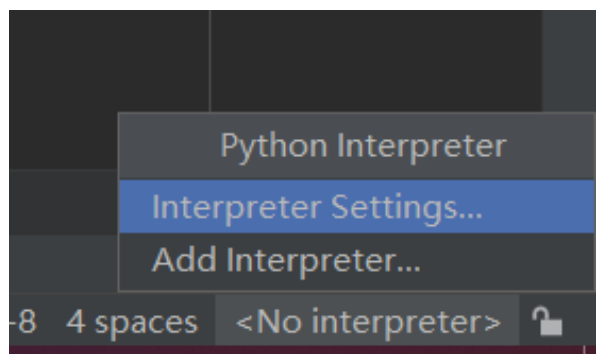 Python Interpreter
Interpreter Settings...
Add Interpreter...
-8 4 spaces <No interpreter>